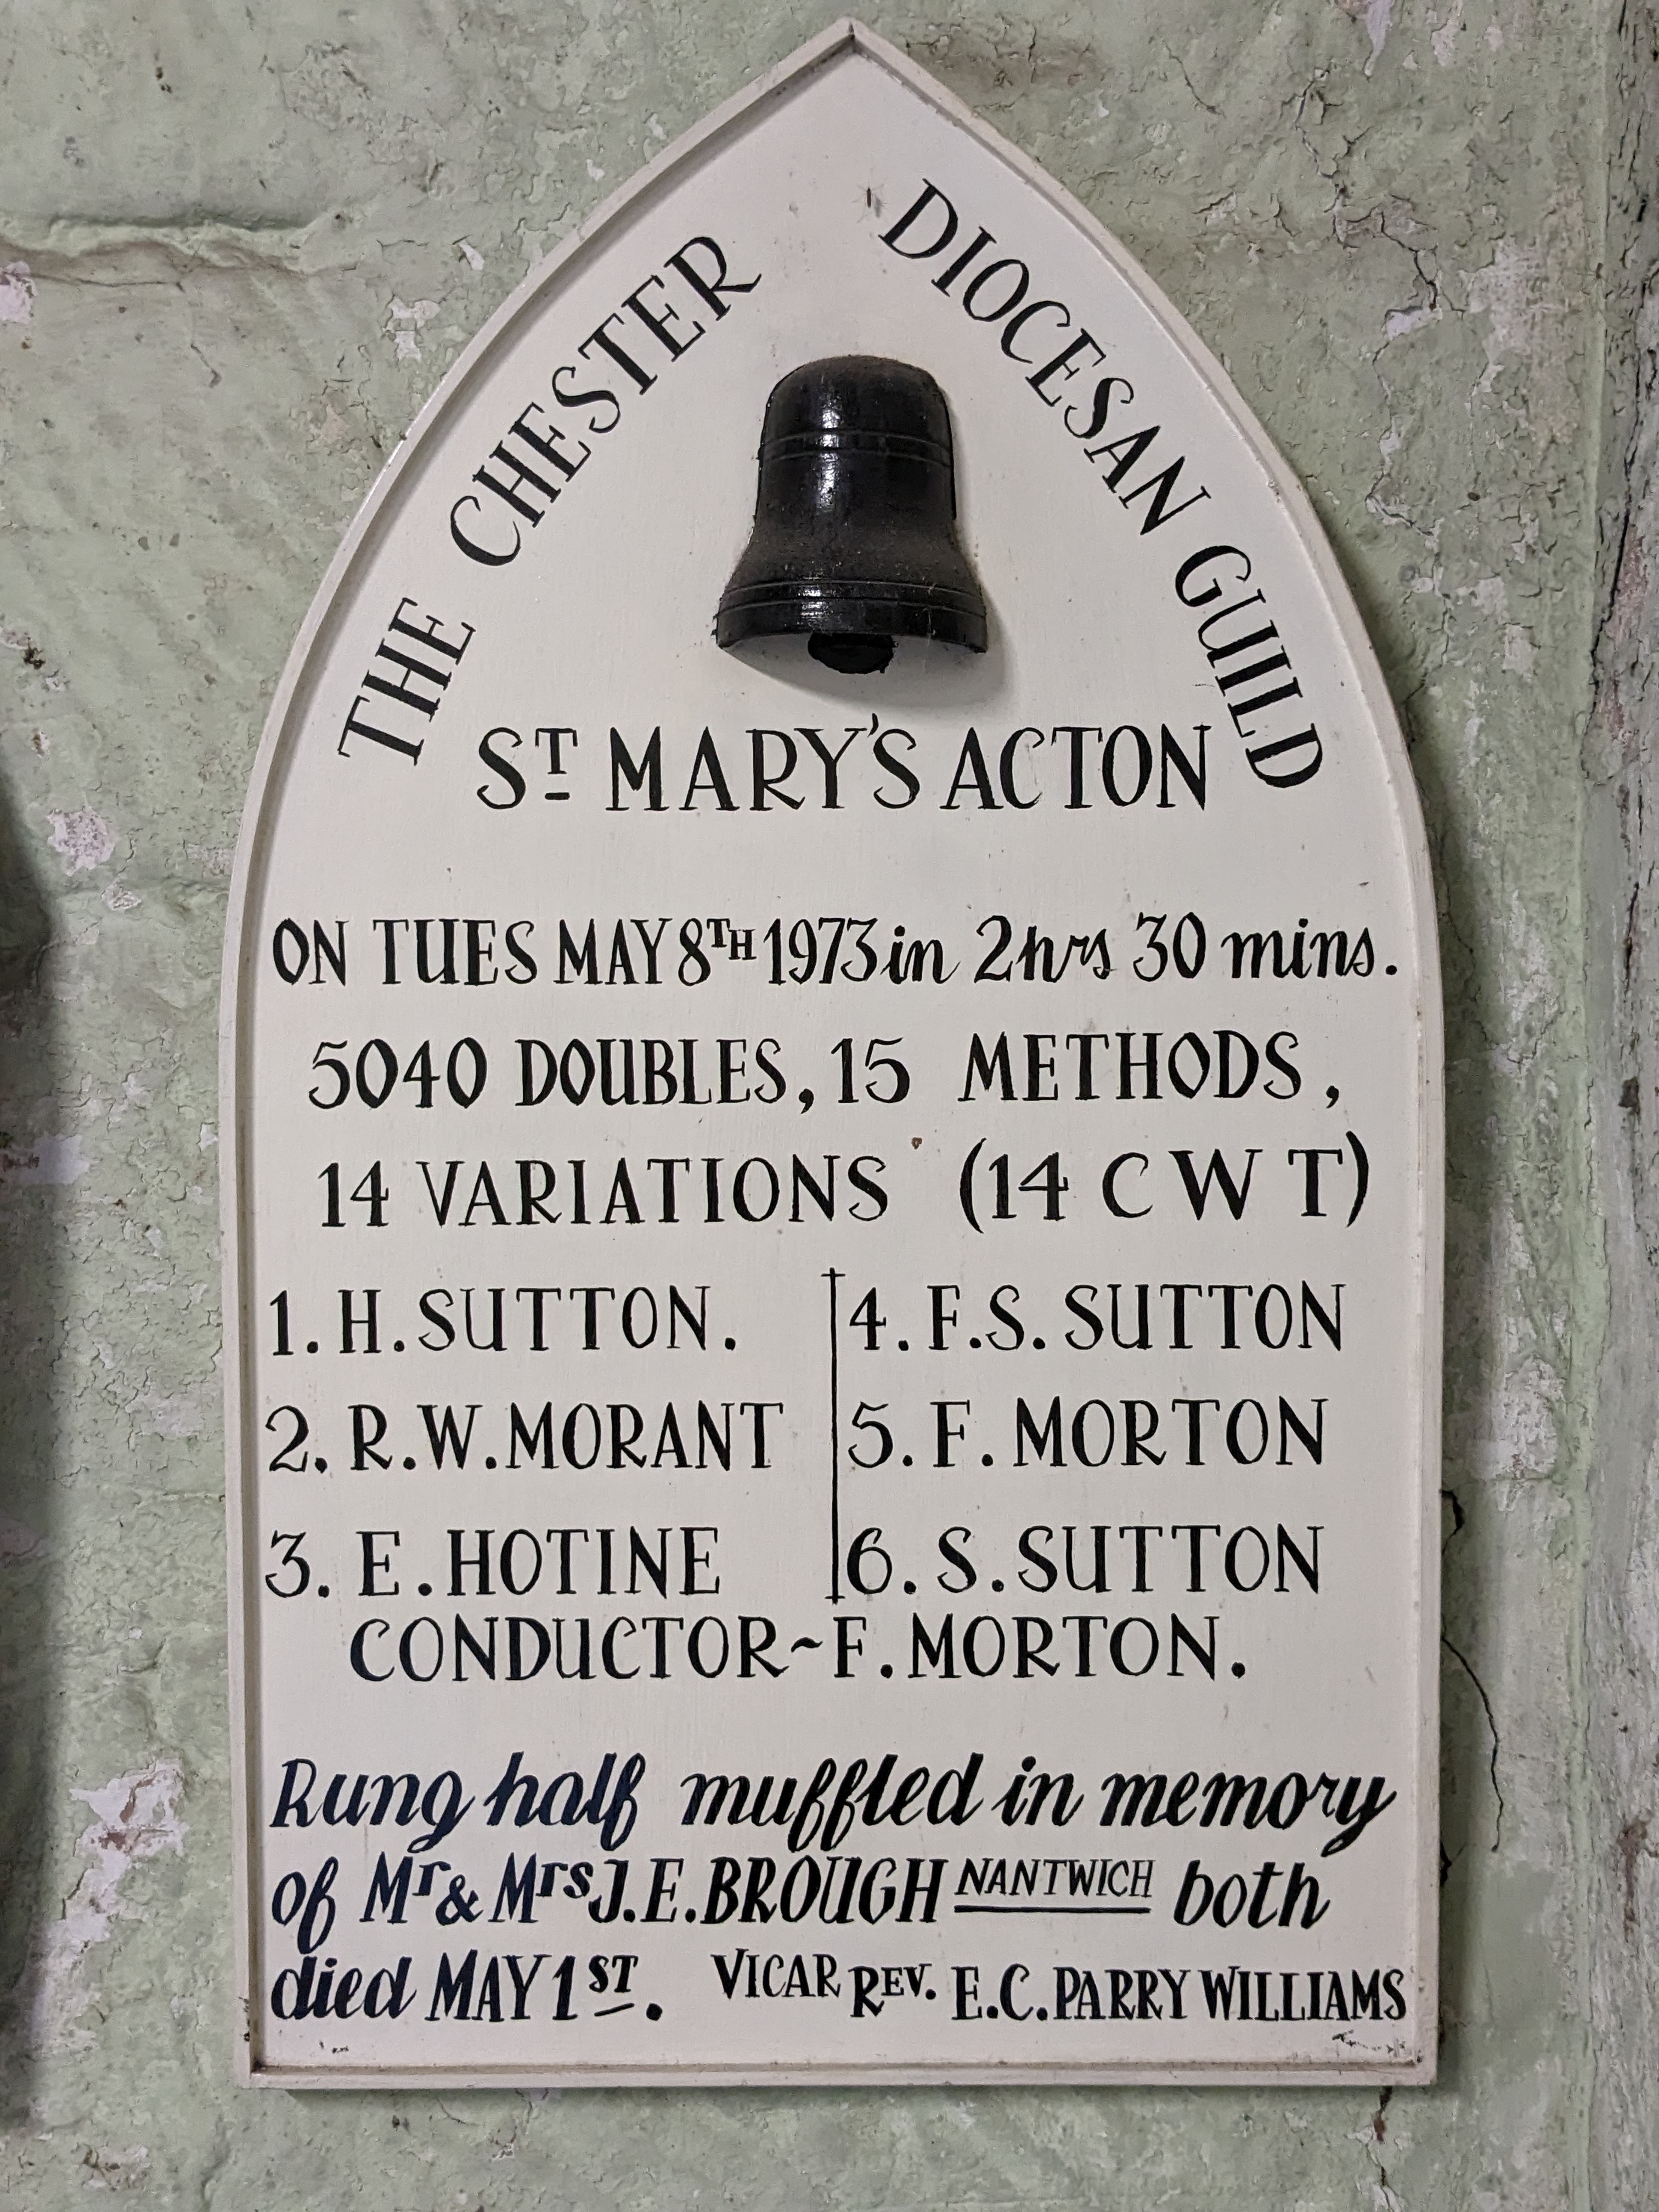 THE CHESTER DIOCESAN GUILD
ST MARY'S ACTON
ON TUES MAY 8TH 1973 in 2hrs 30 mins.
5040 DOUBLES, 15 METHODS,
14 VARIATIONS (14 C W T)
1. H. SUTTON. 4. F.S. SUTTON
2. R.W. MORANT 5. F. MORTON
3. E. HOTINE 6. S. SUTTON
CONDUCTOR ~ F. MORTON.
Rung half muffled in memory
of Mr & Mrs J.E. BROUGH NANTWICH both
died MAY 1ST. VICAR REV. E.C. PARRY WILLIAMS